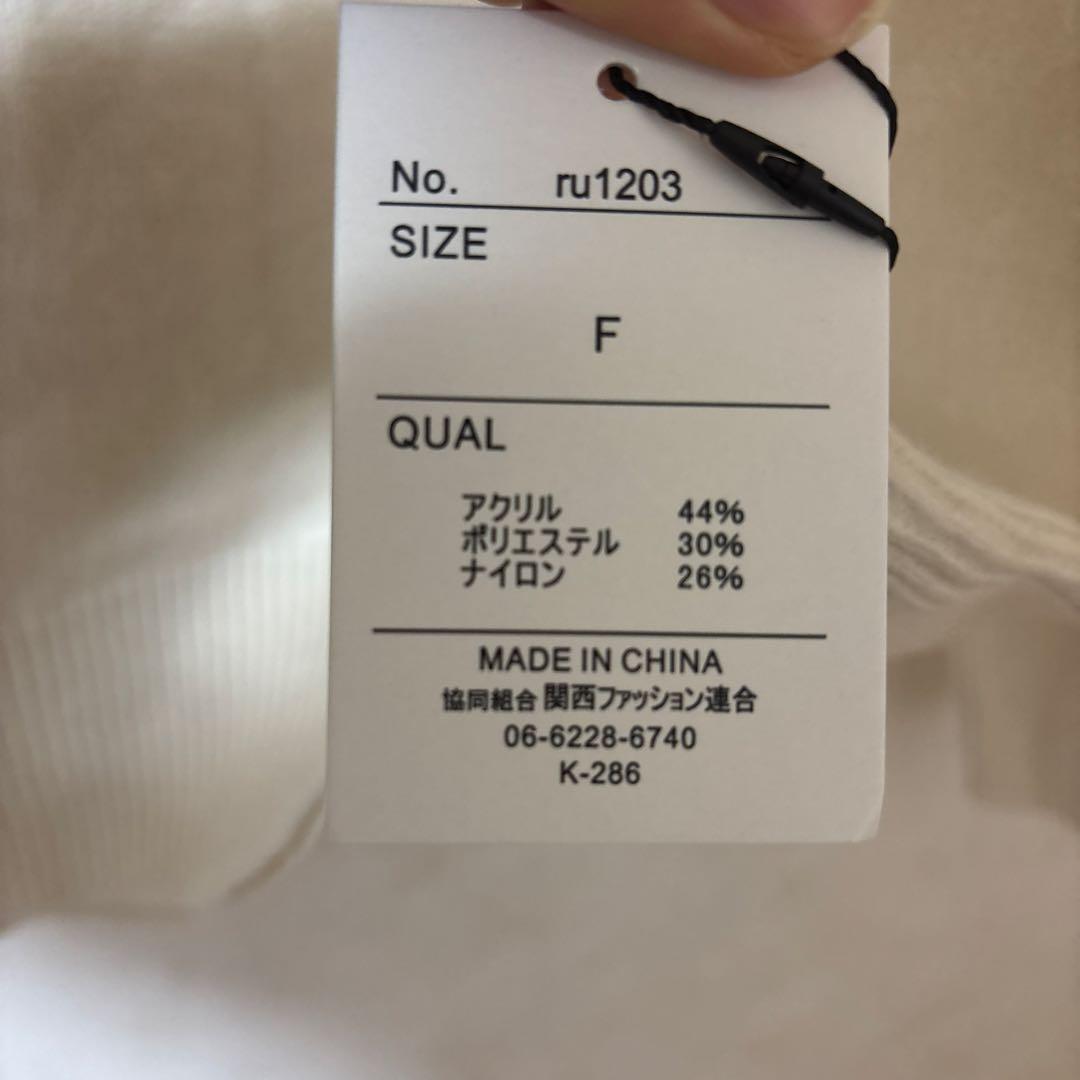 No. ru1203
SIZE
F
QUAL
アクリル 44%
ポリエステル 30%
ナイロン 26%
MADE IN CHINA
協同組合 関西ファッション連合
06-6228-6740
K-286